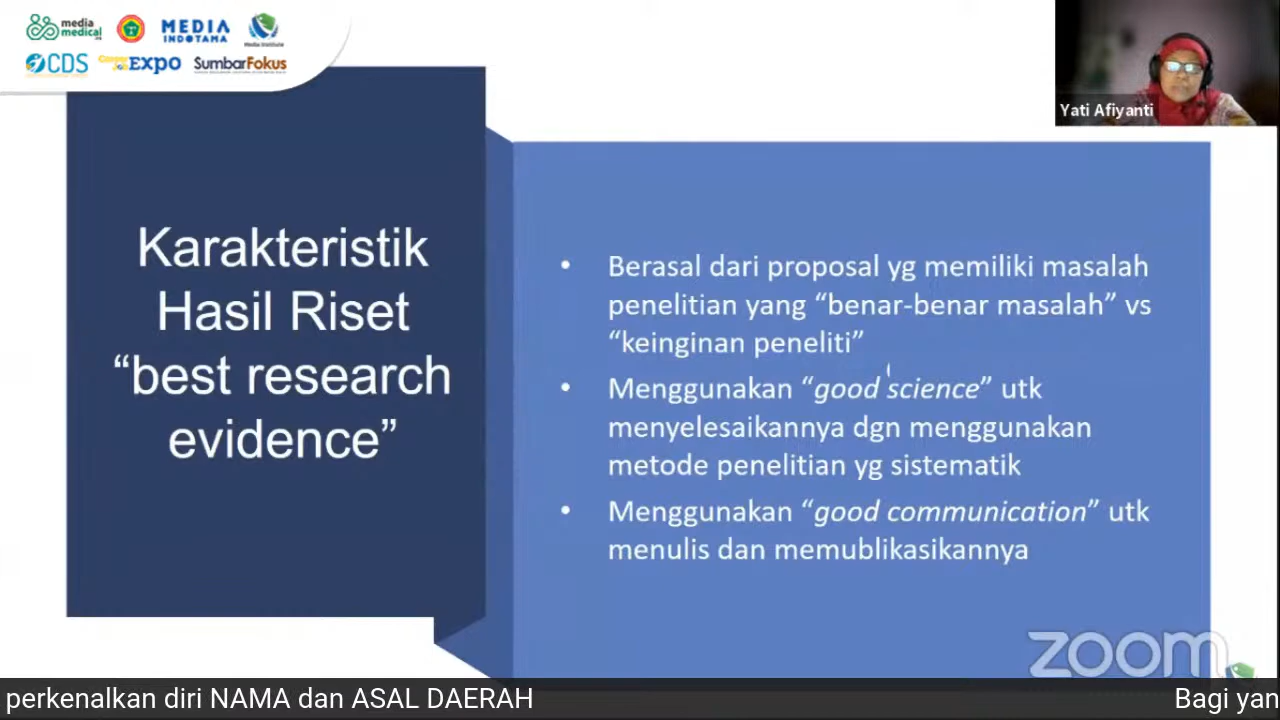 media
medical
MEDIA
INDOTAMA
Media Institute
CDS
EXPO
SumbarFokus
Yati Afiyanti
Karakteristik
Hasil Riset
“best research
evidence”
• Berasal dari proposal yg memiliki masalah
penelitian yang “benar-benar masalah” vs
“keinginan peneliti”
• Menggunakan “good science” utk
menyelesaikannya dgn menggunakan
metode penelitian yg sistematik
• Menggunakan “good communication” utk
menulis dan memublikasikannya
zoom
perkenalkan diri NAMA dan ASAL DAERAH
Bagi yan